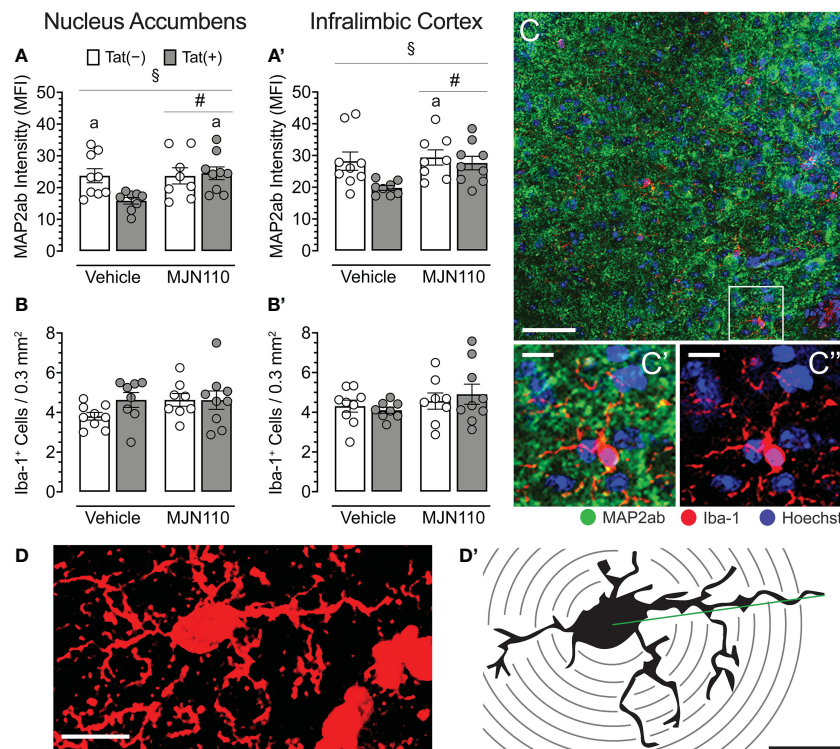 Nucleus Accumbens
Infralimbic Cortex
A
Tat(−) Tat(+)
§
#
a
a
MAP2ab Intensitty (MFI)
50
40
30
20
10
0
Vehicle
MJN110
A'
§
#
a
MAP2ab Intensity (MFI)
50
40
30
20
10
0
Vehicle
MJN110
B
Iba-1⁺ Cells / 0.3 mm²
8
6
4
2
0
Vehicle
MJN110
B'
Iba-1⁺ Cells / 0.3 mm²
8
6
4
2
0
Vehicle
MJN110
C
C'
C"
MAP2ab Iba-1 Hoechst
D
D'